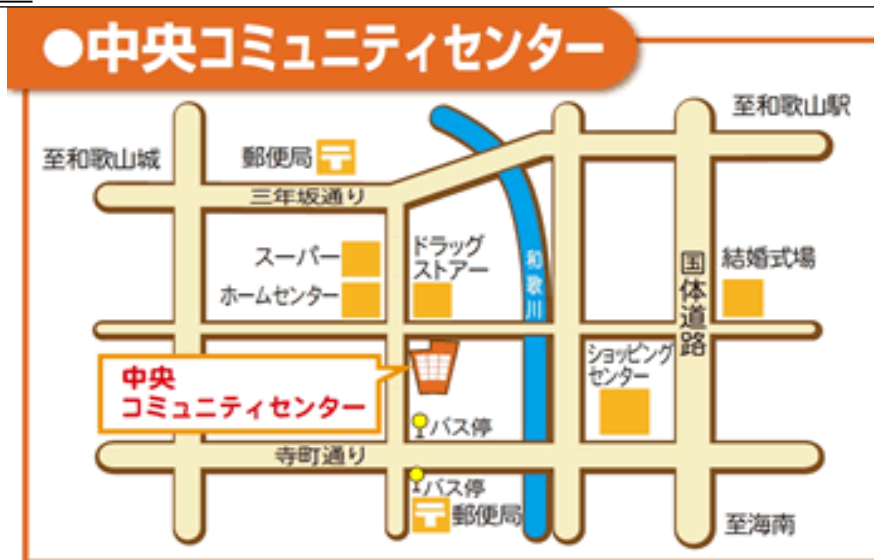 ●中央コミュニティセンター
至和歌山駅
至和歌山城
郵便局
三年坂通り
スーパー
ホームセンター
ドラッグ
ストアー
和歌川
国体道路
結婚式場
ショッピング
センター
中央
コミュニティセンター
バス停
寺町通り
バス停
郵便局
至海南